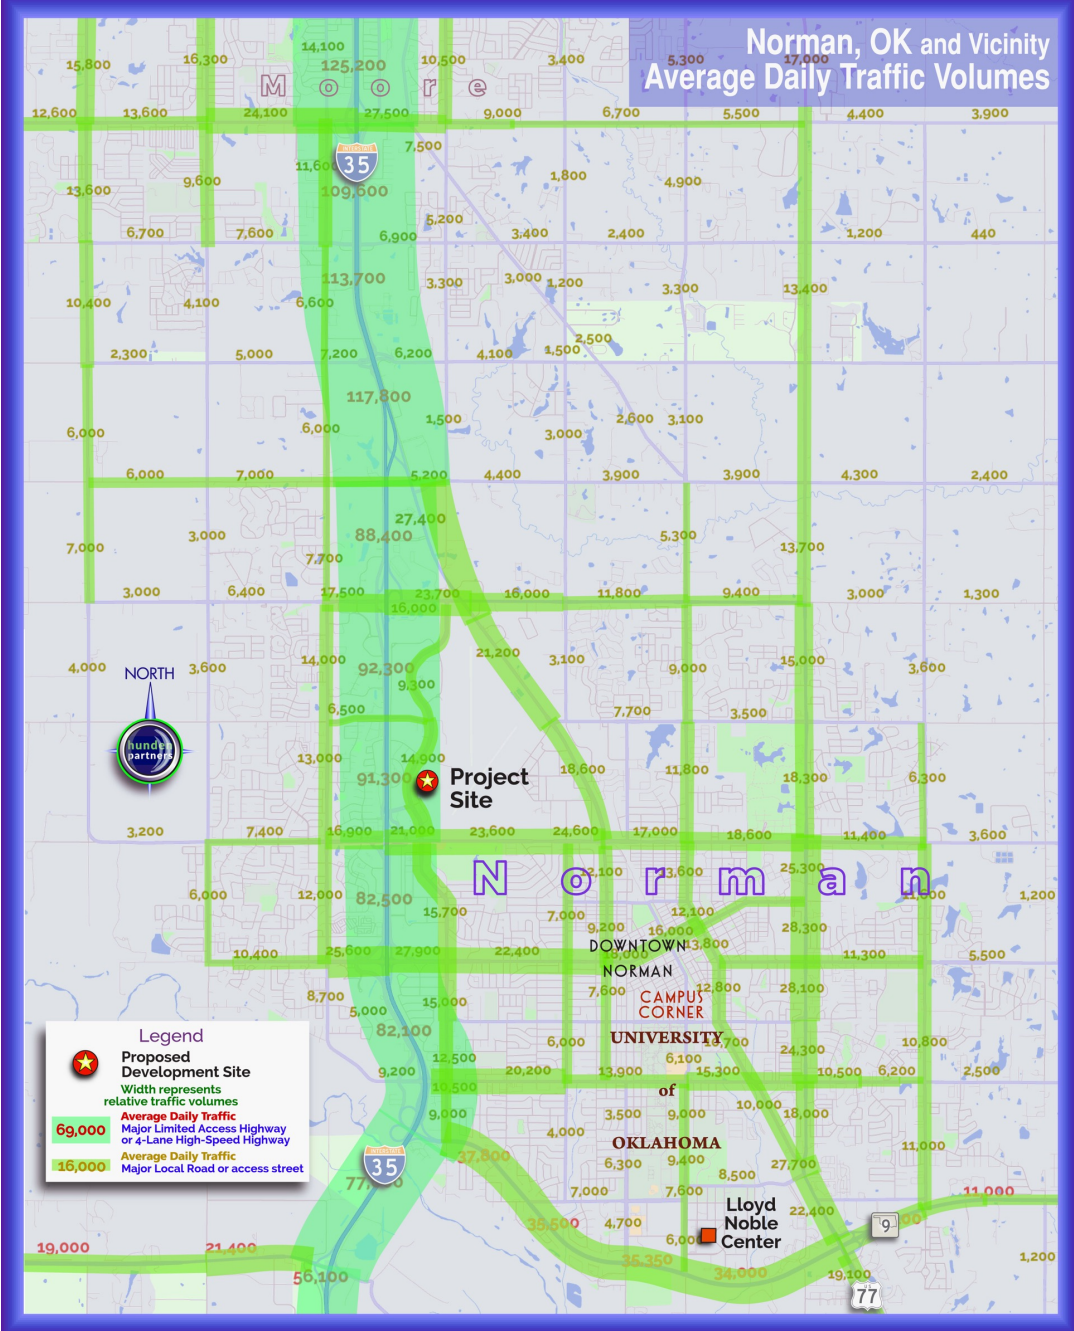 Norman, OK and Vicinity
Average Daily Traffic Volumes
14,100
15,800 16,300 125,200 10,500 3,400 5,300 17,000
M o o r e
12,600 13,600 24,100 27,500 9,000 6,700 5,500 4,400 3,900
7,500
INTERSTATE
35
11,600
13,600 9,600 109,600 1,800 4,900
5,200
6,700 7,600 6,900 3,400 2,400 1,200 440
113,700 3,300 3,000 1,200 3,300 13,400
10,400 4,100 6,600
2,500
2,300 5,000 7,200 6,200 4,100 1,500
117,800
1,500 2,600 3,100
6,000 6,000 3,000
6,000 7,000 5,200 4,400 3,900 3,900 4,300 2,400
27,400
88,400 5,300
7,000 3,000 7,700 13,700
3,000 6,400 17,500 23,700 16,000 11,800 9,400 3,000 1,300
16,000
21,200
4,000 3,600 14,000 92,300 3,100 9,000 15,000 3,600
NORTH
9,300
6,500 7,700 3,500
hunden
partners
13,000 14,900
91,300 18,600 11,800 18,300 6,300
Project
Site
3,200 7,400 16,900 21,000 23,600 24,600 17,000 18,600 11,400 3,600
N o r m a n
12,100 13,600 25,300
6,000 12,000 82,500 11,000 1,200
15,700 7,000 12,100
9,200 16,000 28,300
DOWNTOWN
13,800
10,400 25,600 27,900 22,400 11,300 5,500
NORMAN
8,700 15,000 7,600 12,800 28,100
CAMPUS
CORNER
5,000
82,100
UNIVERSITY
6,000 24,300 10,800
12,500 6,100
9,200 20,200 13,900 15,300 10,500 6,200 2,500
10,500
of
9,000 3,500 9,000 10,000 18,000
4,000
OKLAHOMA
11,000
37,800 6,300 9,400 27,700
8,500
INTERSTATE
35
7,000 7,600 11,000
Lloyd
Noble
Center
35,500 4,700 22,400
9
19,000 21,400 35,350 1,200
56,100 34,000 19,100
77
Legend
Proposed
Development Site
Width represents
relative traffic volumes
69,000
Average Daily Traffic
Major Limited Access Highway
or 4-Lane High-Speed Highway
16,000
Average Daily Traffic
Major Local Road or access street